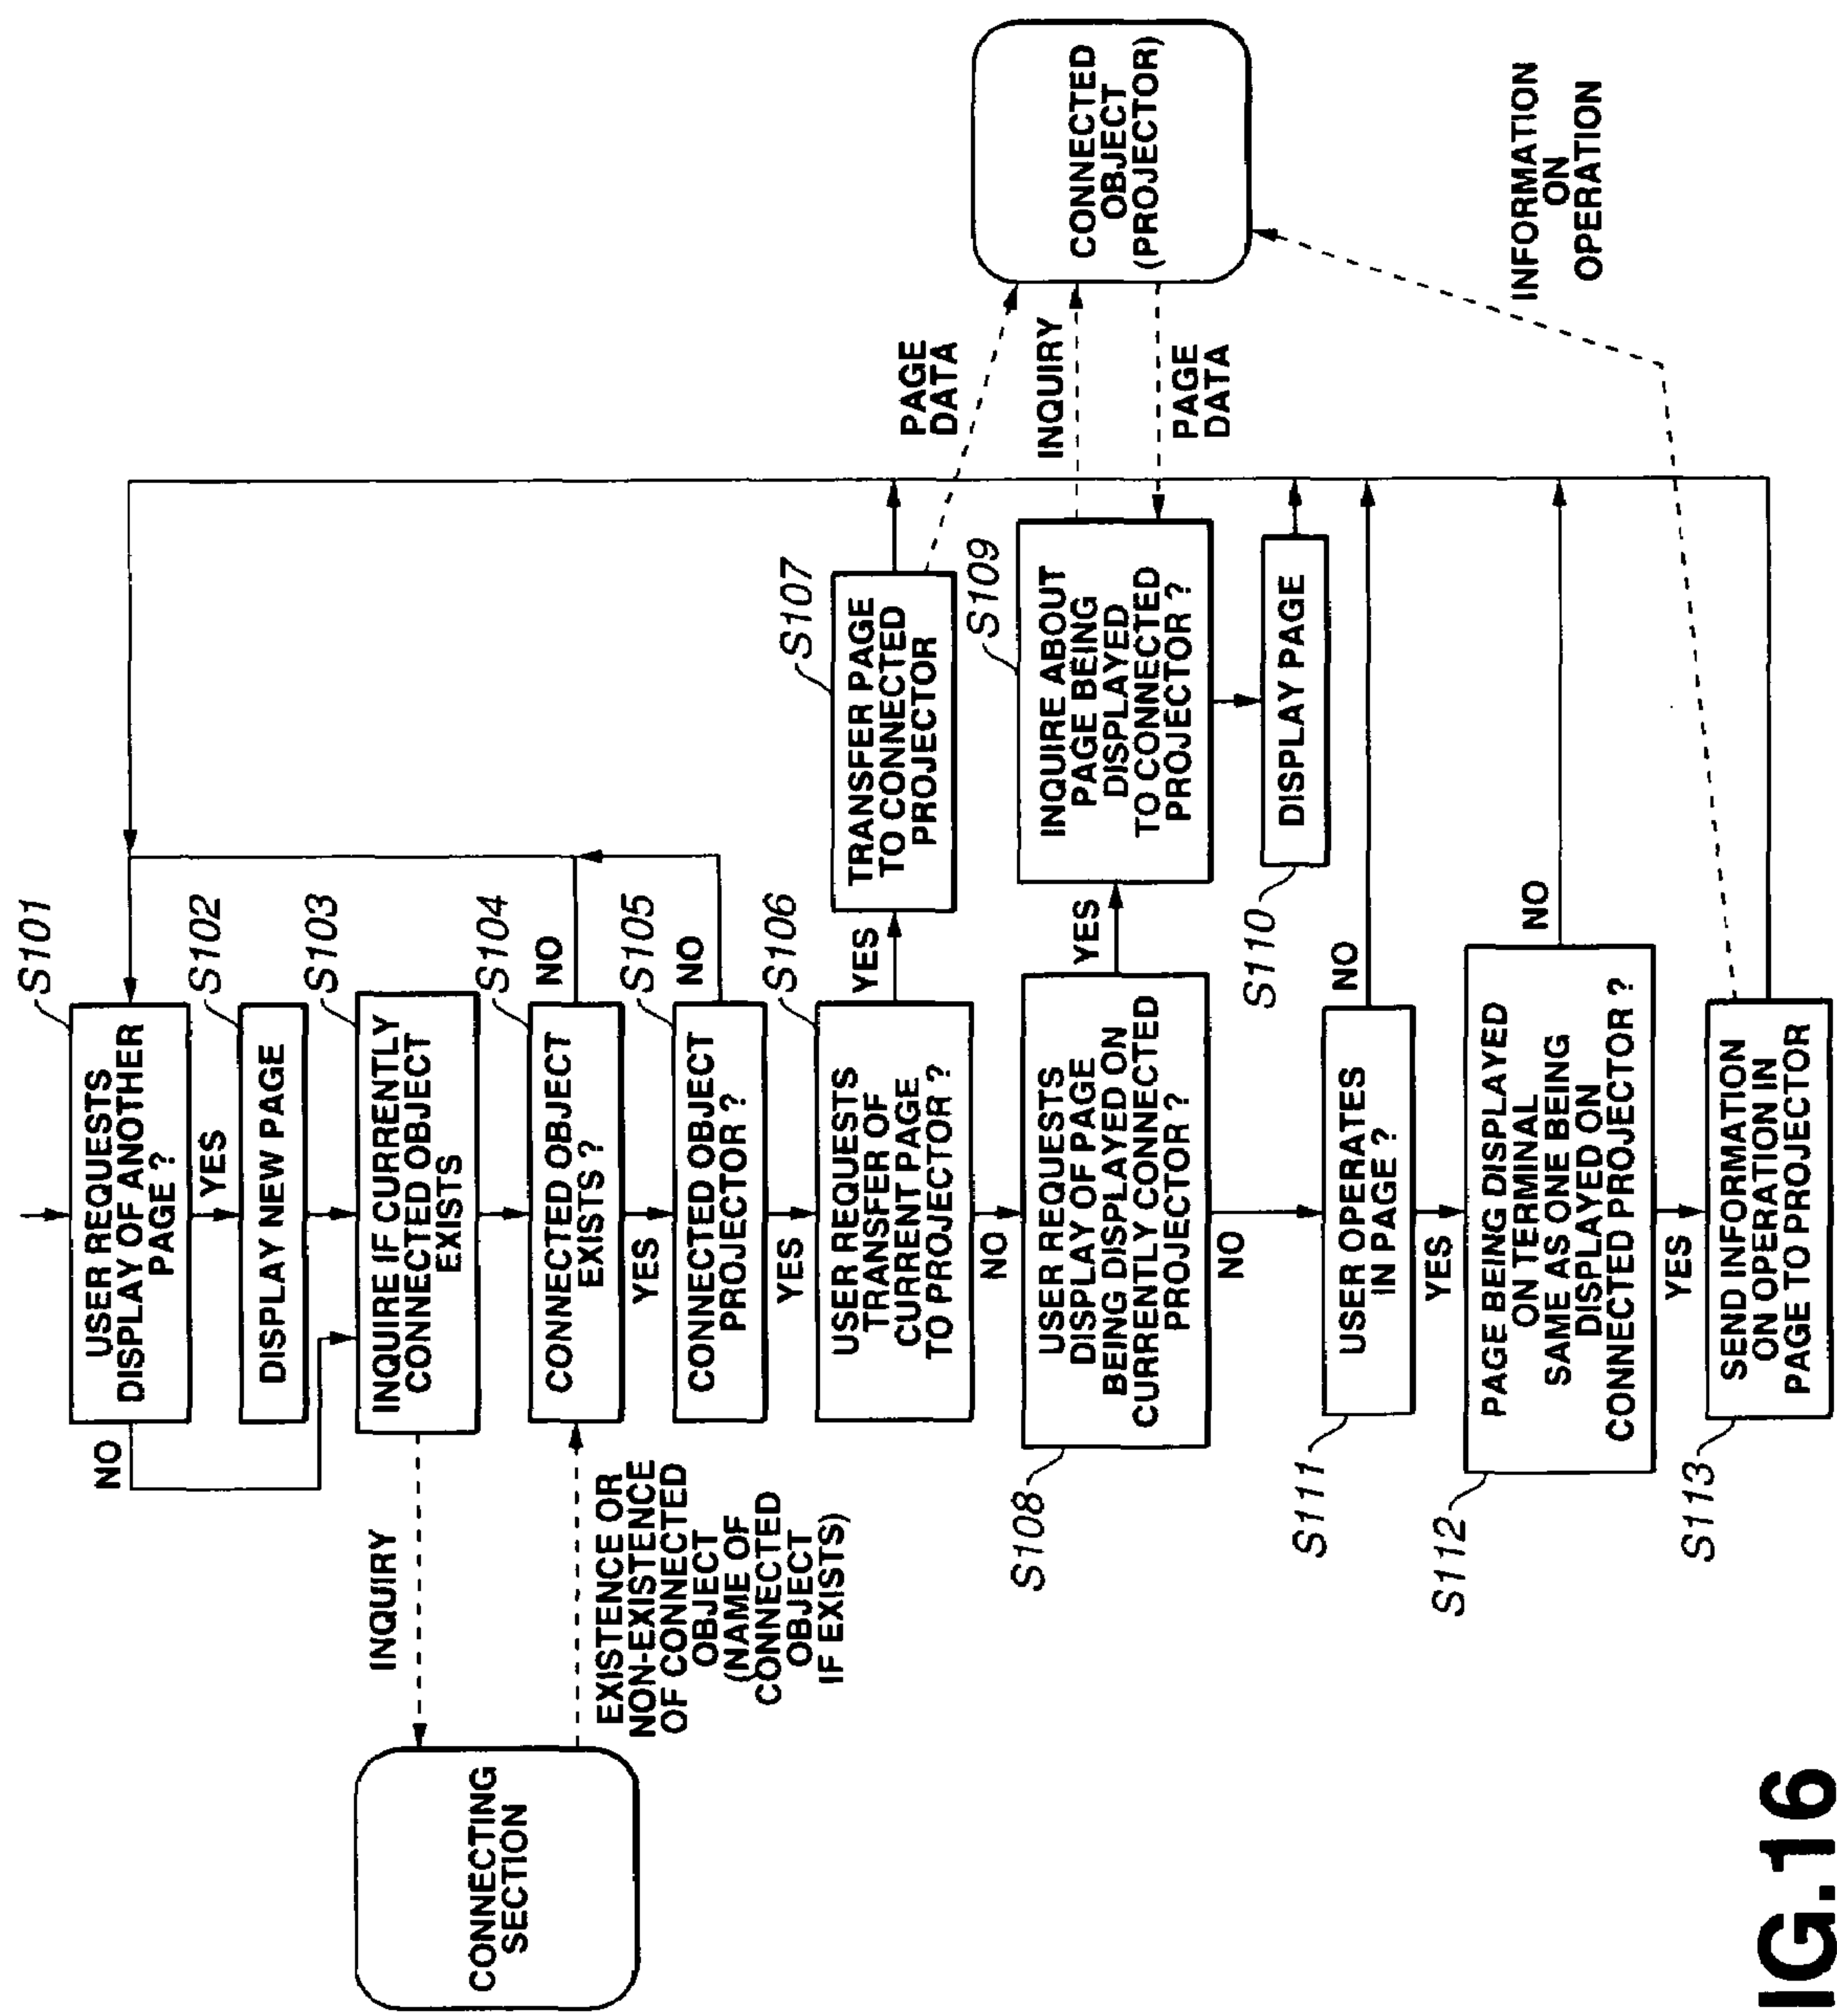 S101
USER REQUESTS
DISPLAY OF ANOTHER
PAGE ?
NO
YES
S102
DISPLAY NEW PAGE
S103
INQUIRE IF CURRENTLY
CONNECTED OBJECT
EXISTS
INQUIRY
CONNECTING
SECTION
EXISTENCE OR
NON-EXISTENCE
OF CONNECTED
OBJECT
(NAME OF
CONNECTED
OBJECT
IF EXISTS)
S104
CONNECTED OBJECT
EXISTS ?
NO
YES
S105
CONNECTED OBJECT
PROJECTOR ?
NO
YES
S106
USER REQUESTS
TRANSFER OF
CURRENT PAGE
TO PROJECTOR ?
YES
NO
S107
TRANSFER PAGE
TO CONNECTED
PROJECTOR
PAGE
DATA
S108
USER REQUESTS
DISPLAY OF PAGE
BEING DISPLAYED ON
CURRENTLY CONNECTED
PROJECTOR ?
YES
NO
S109
INQUIRE ABOUT
PAGE BEING
DISPLAYED
TO CONNECTED
PROJECTOR ?
INQUIRY
PAGE
DATA
CONNECTED
OBJECT
(PROJECTOR)
S110
DISPLAY PAGE
S111
USER OPERATES
IN PAGE ?
NO
YES
S112
PAGE BEING DISPLAYED
ON TERMINAL
SAME AS ONE BEING
DISPLAYED ON
CONNECTED PROJECTOR ?
NO
YES
S113
SEND INFORMATION
ON OPERATION IN
PAGE TO PROJECTOR
INFORMATION
ON
OPERATION
IG.16